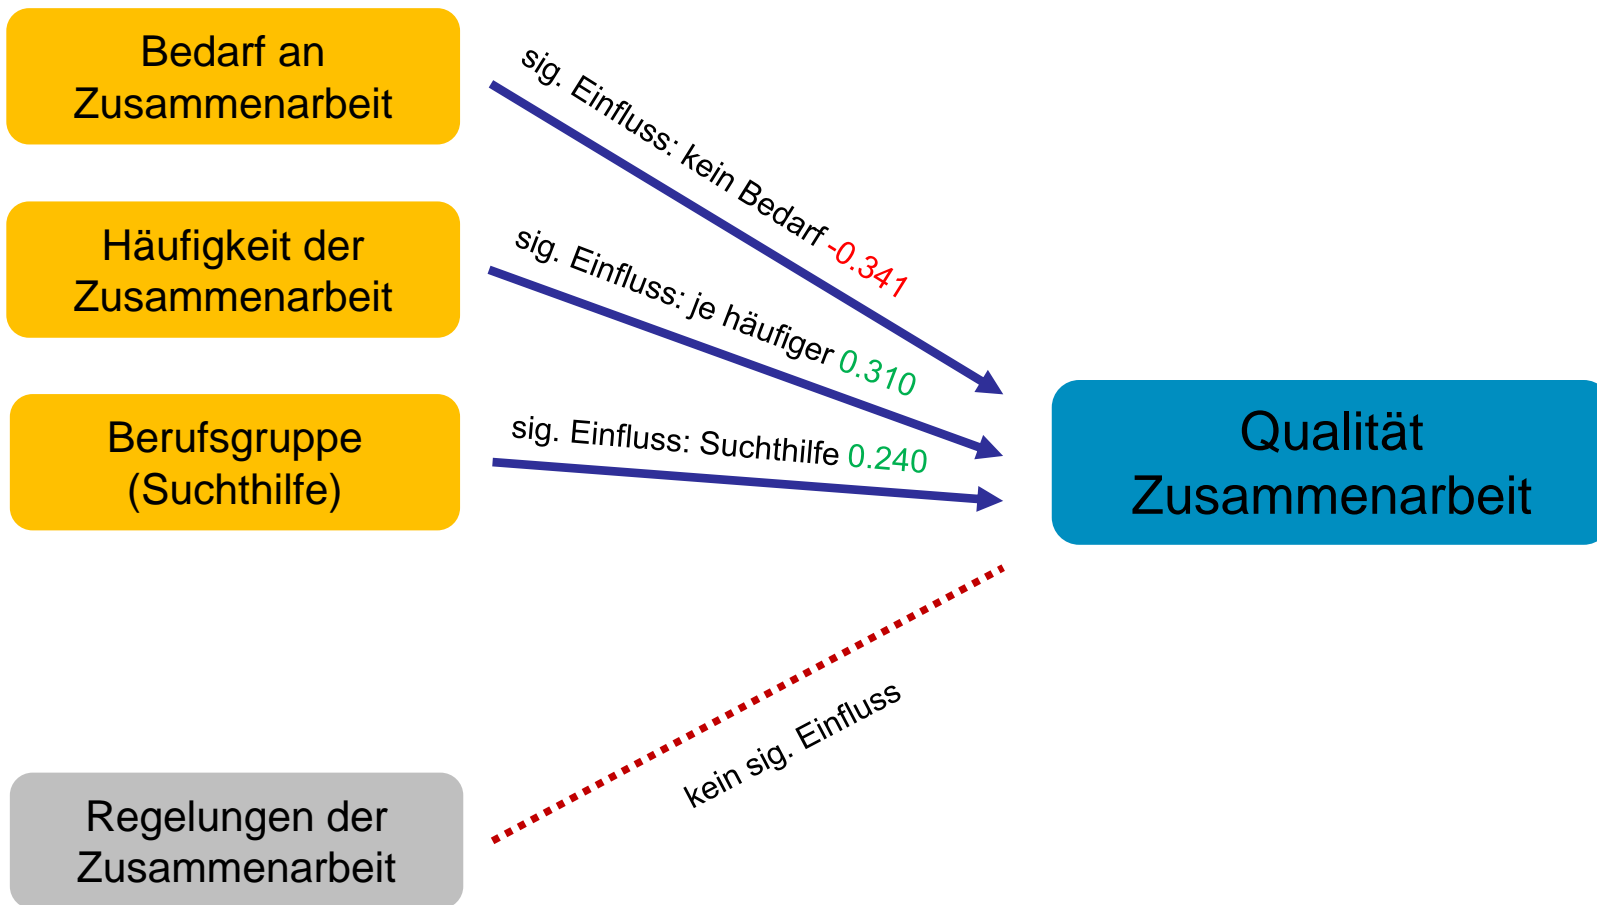 Bedarf an
Zusammenarbeit
sig. Einfluss: kein Bedarf -0.341
Häufigkeit der
Zusammenarbeit
sig. Einfluss: je häufiger 0.310
Berufsgruppe
(Suchthilfe)
sig. Einfluss: Suchthilfe 0.240
Qualität
Zusammenarbeit
kein sig. Einfluss
Regelungen der
Zusammenarbeit